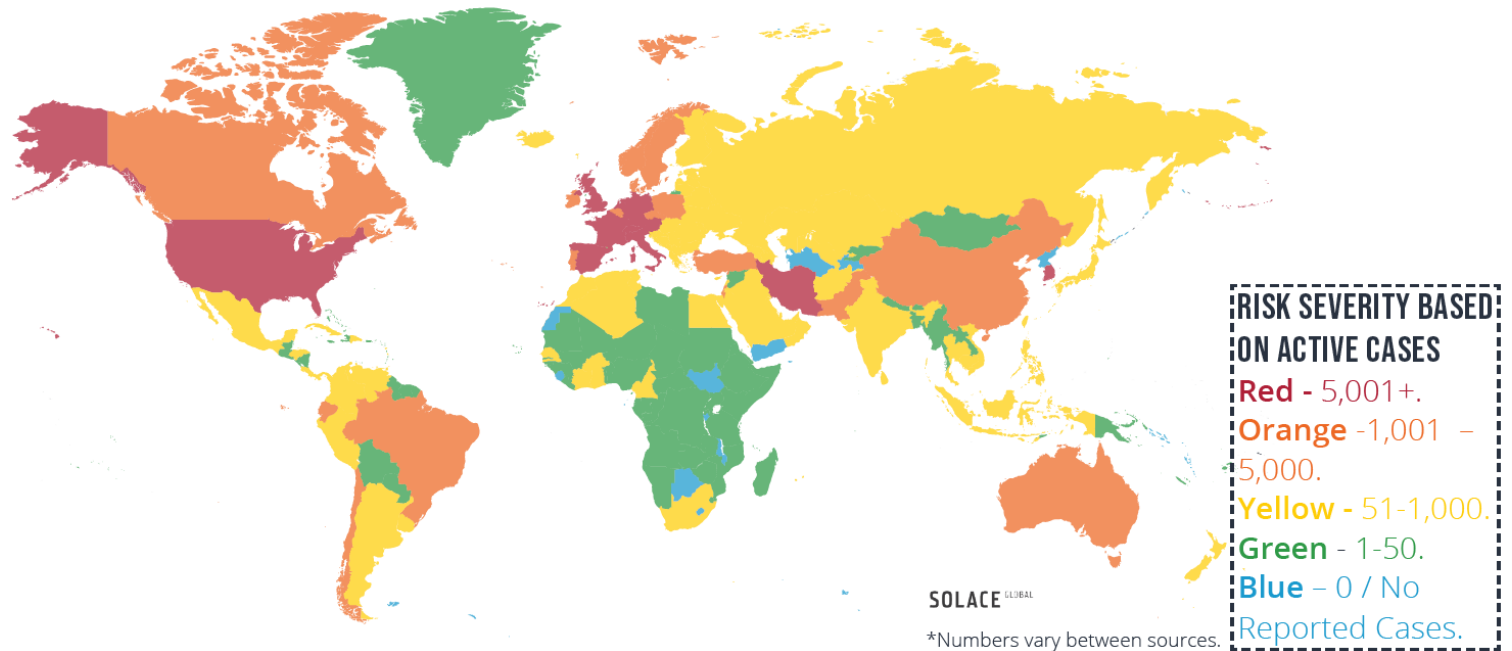 RISK SEVERITY BASED
ON ACTIVE CASES
Red - 5,001+.
Orange -1,001 –
5,000.
Yellow - 51-1,000.
Green - 1-50.
Blue – 0 / No
Reported Cases.
SOLACE GLOBAL
*Numbers vary between sources.